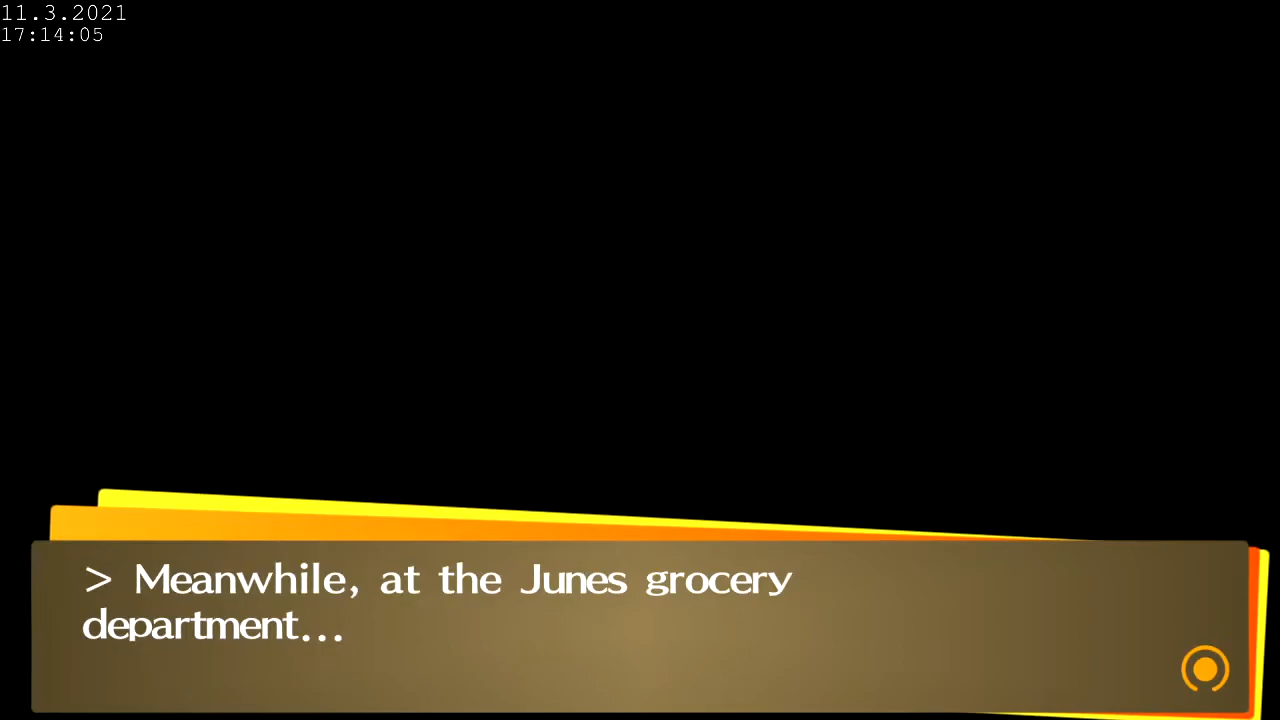 11.3.2021
17:14:05
> Meanwhile, at the Junes grocery
department...